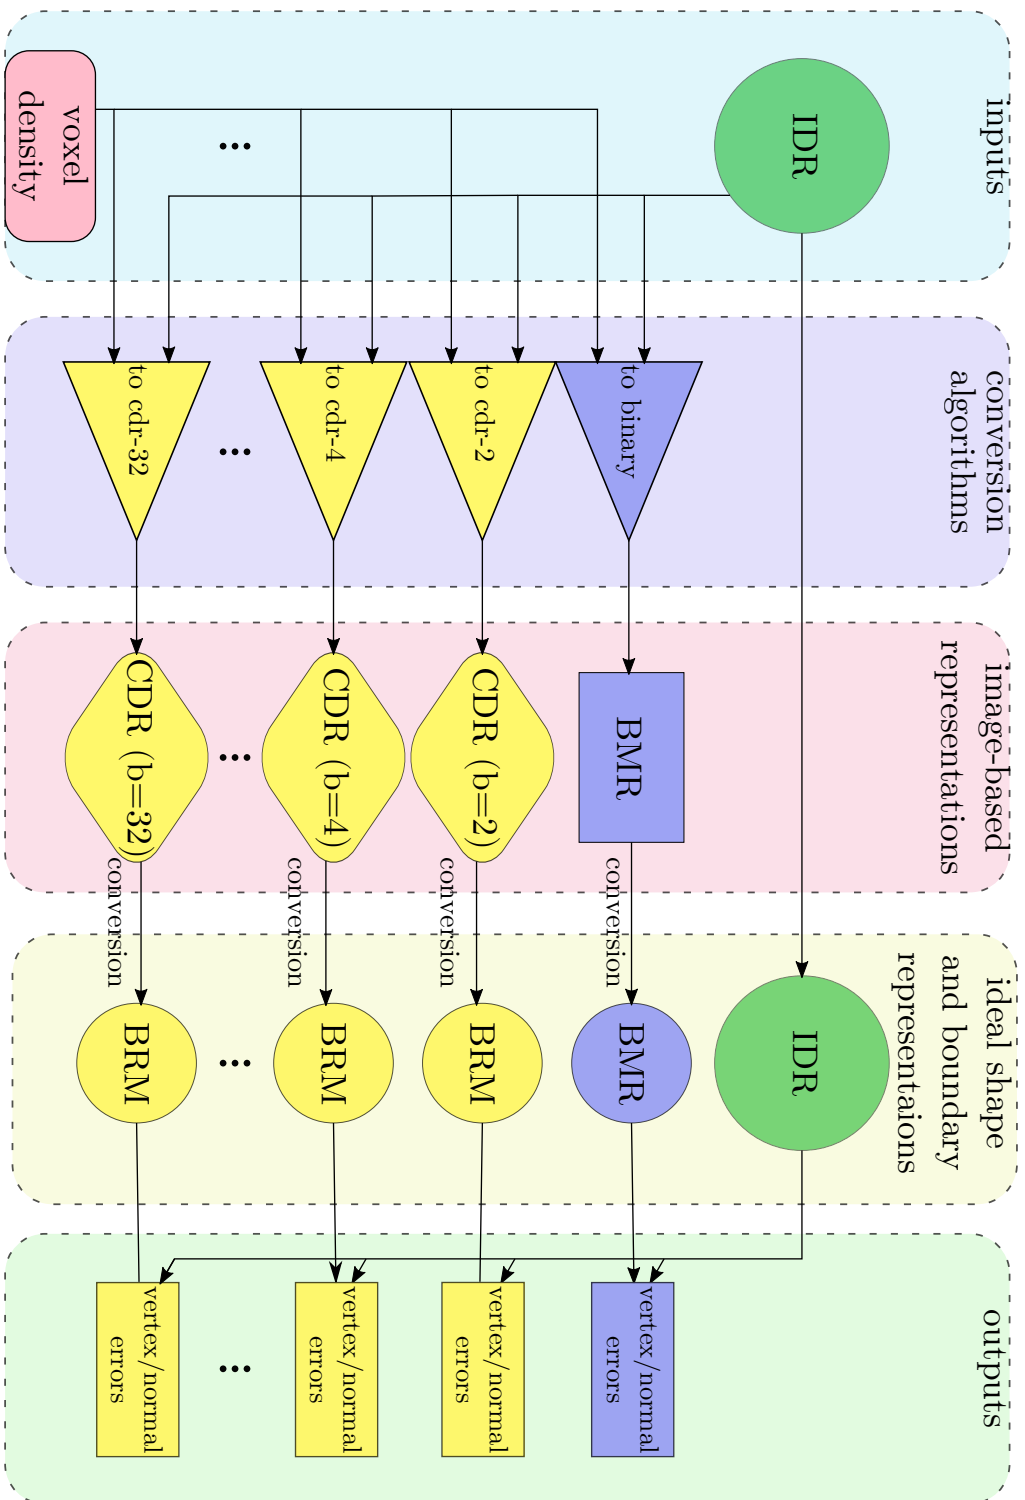 inputs
IDR
voxel
density
...
conversion
algorithms
to binary
to cdr-2
to cdr-4
...
to cdr-32
image-based
representations
BMR
CDR (b=2)
CDR (b=4)
...
CDR (b=32)
conversion
conversion
conversion
conversion
ideal shape
and boundary
representaions
IDR
BMR
BRM
BRM
...
BRM
outputs
vertex/normal
errors
vertex/normal
errors
vertex/normal
errors
...
vertex/normal
errors